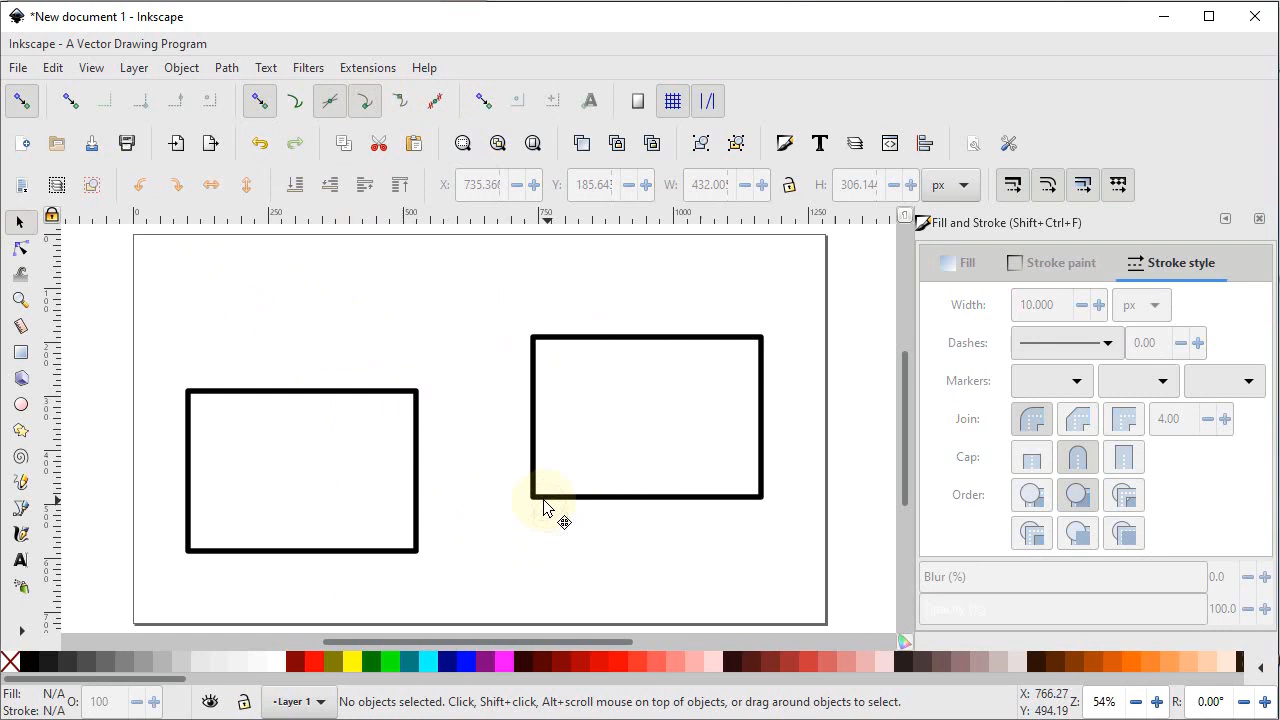 *New document 1 - Inkscape
Inkscape - A Vector Drawing Program
File Edit View Layer Object Path Text Filters Extensions Help
X: 735.36 Y: 185.64 W: 432.00 H: 306.14 px
0 250 500 750 1000 1250
Fill and Stroke (Shift+Ctrl+F)
Fill Stroke paint Stroke style
Width: 10.000 px
Dashes: 0.00
Markers:
Join: 4.00
Cap:
Order:
Blur (%) 0.0
Opacity (%) 100.0
Fill: N/A O: 100 -Layer 1 No objects selected. Click, Shift+click, Alt+scroll mouse on top of objects, or drag around objects to select. X: 766.27 Z: 54% R: 0.00°
Stroke: N/A Y: 494.19